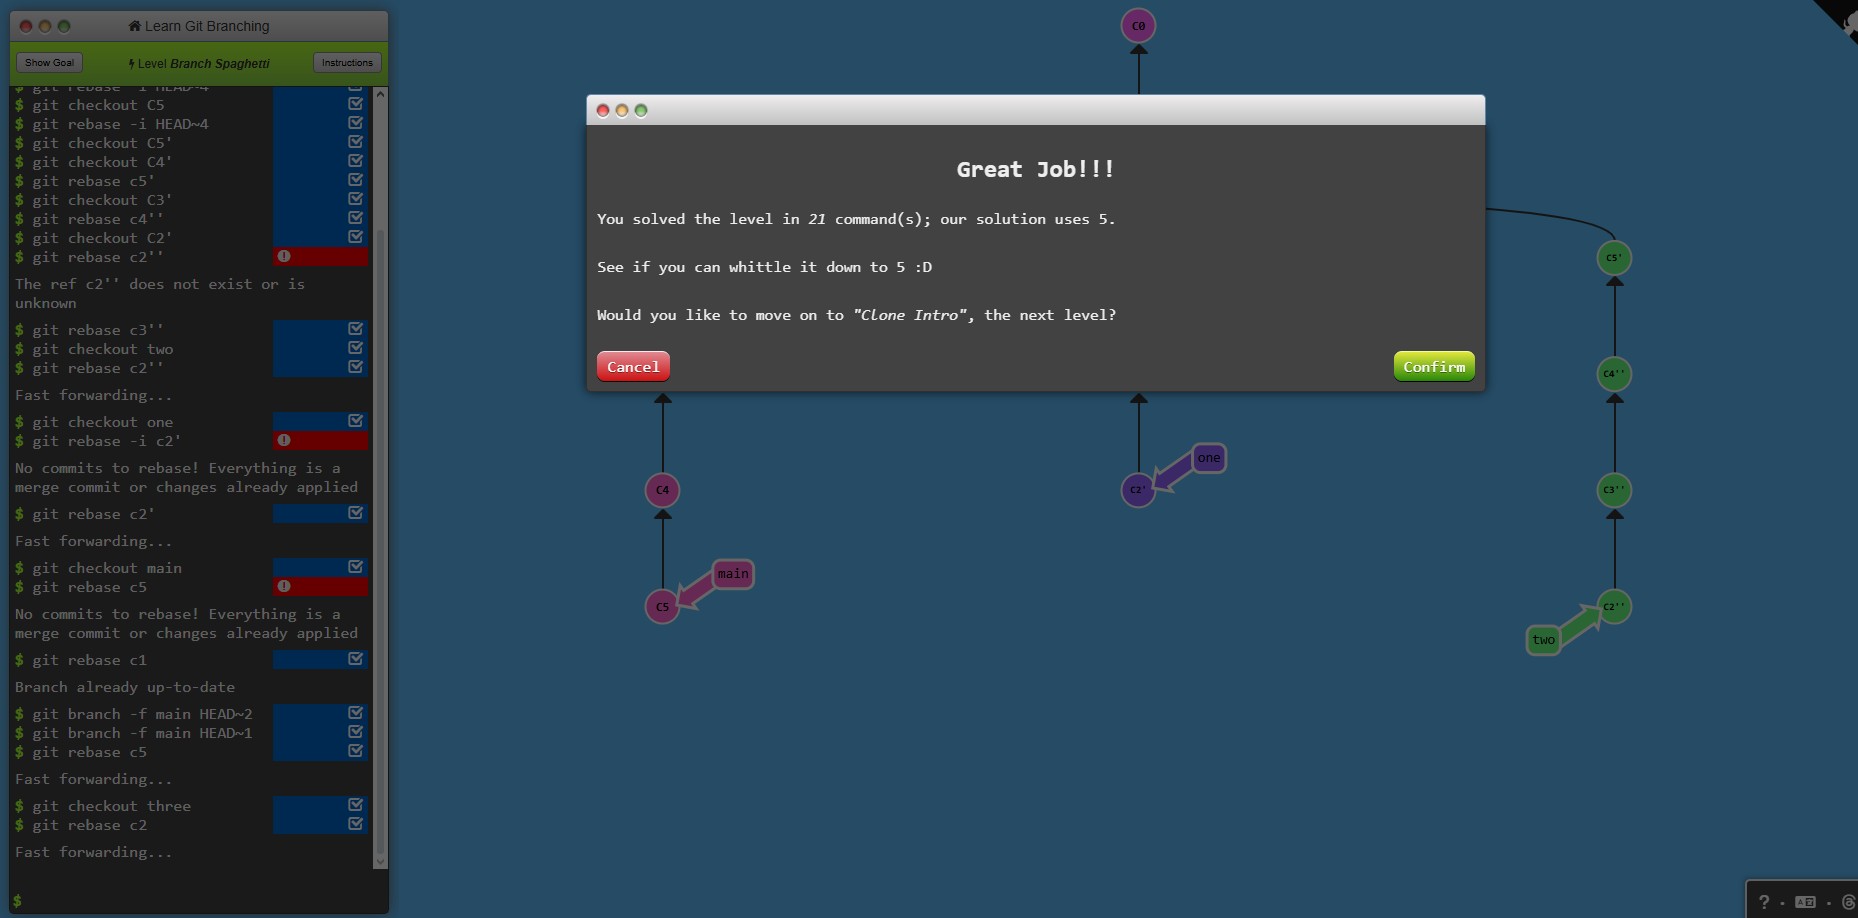 Learn Git Branching
Show Goal
Level Branch Spaghetti
Instructions
$ git rebase -i HEAD~4
$ git checkout C5
$ git rebase -i HEAD~4
$ git checkout C5'
$ git checkout C4'
$ git rebase c5'
$ git checkout C3'
$ git rebase c4''
$ git checkout C2'
$ git rebase c2''
The ref c2'' does not exist or is
unknown
$ git rebase c3''
$ git checkout two
$ git rebase c2''
Fast forwarding...
$ git checkout one
$ git rebase -i c2'
No commits to rebase! Everything is a
merge commit or changes already applied
$ git rebase c2'
Fast forwarding...
$ git checkout main
$ git rebase c5
No commits to rebase! Everything is a
merge commit or changes already applied
$ git rebase c1
Branch already up-to-date
$ git branch -f main HEAD~2
$ git branch -f main HEAD~1
$ git rebase c5
Fast forwarding...
$ git checkout three
$ git rebase c2
Fast forwarding...
$
C0
Great Job!!!
You solved the level in 21 command(s); our solution uses 5.
See if you can whittle it down to 5 :D
Would you like to move on to "Clone Intro", the next level?
Cancel
Confirm
C5'
C4''
C4
C2'
one
C3''
main
C5
C2''
two
?